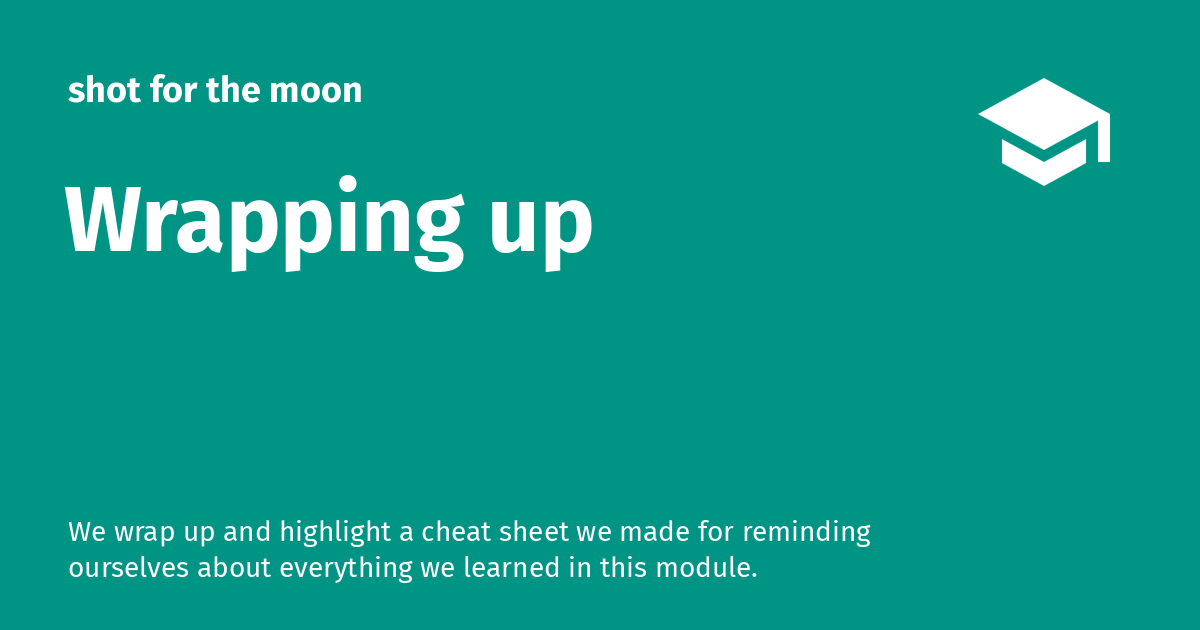 shot for the moon
Wrapping up
We wrap up and highlight a cheat sheet we made for reminding
ourselves about everything we learned in this module.